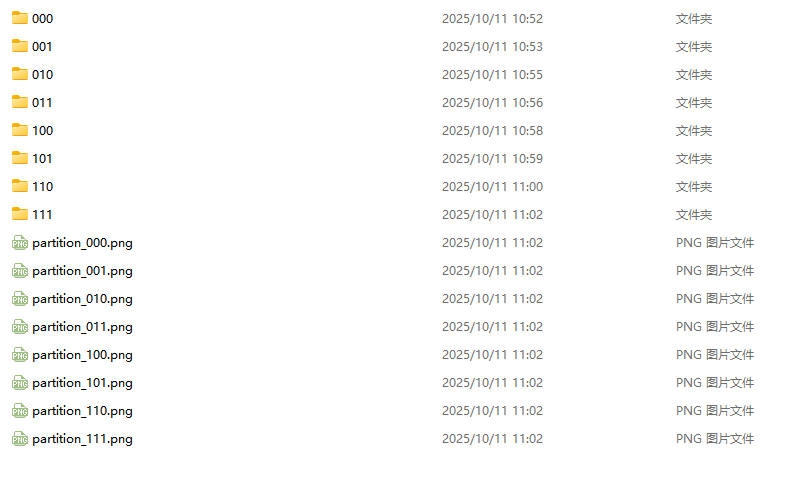 000 2025/10/11 10:52 文件夹
001 2025/10/11 10:53 文件夹
010 2025/10/11 10:55 文件夹
011 2025/10/11 10:56 文件夹
100 2025/10/11 10:58 文件夹
101 2025/10/11 10:59 文件夹
110 2025/10/11 11:00 文件夹
111 2025/10/11 11:02 文件夹
PNG partition_000.png 2025/10/11 11:02 PNG 图片文件
PNG partition_001.png 2025/10/11 11:02 PNG 图片文件
PNG partition_010.png 2025/10/11 11:02 PNG 图片文件
PNG partition_011.png 2025/10/11 11:02 PNG 图片文件
PNG partition_100.png 2025/10/11 11:02 PNG 图片文件
PNG partition_101.png 2025/10/11 11:02 PNG 图片文件
PNG partition_110.png 2025/10/11 11:02 PNG 图片文件
PNG partition_111.png 2025/10/11 11:02 PNG 图片文件